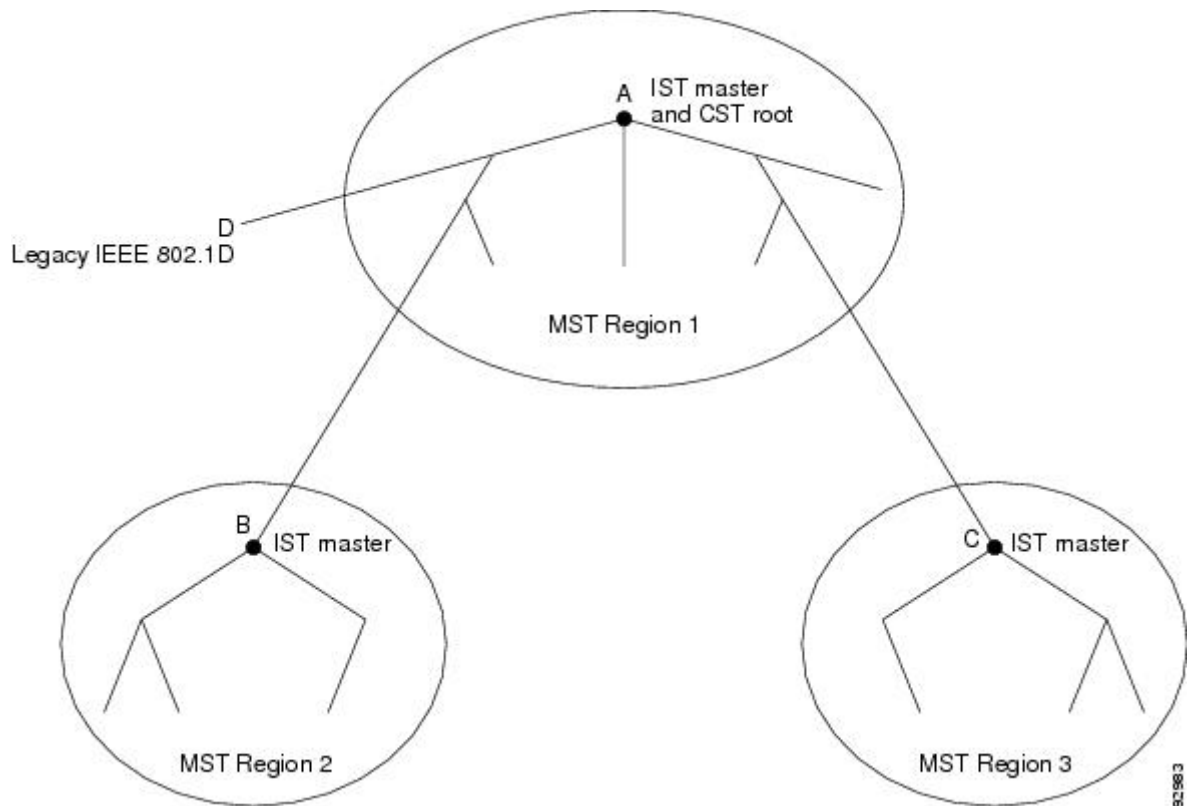 A
IST master
and CST root
D
Legacy IEEE 802.1D
MST Region 1
B
IST master
C
IST master
MST Region 2
MST Region 3
92983